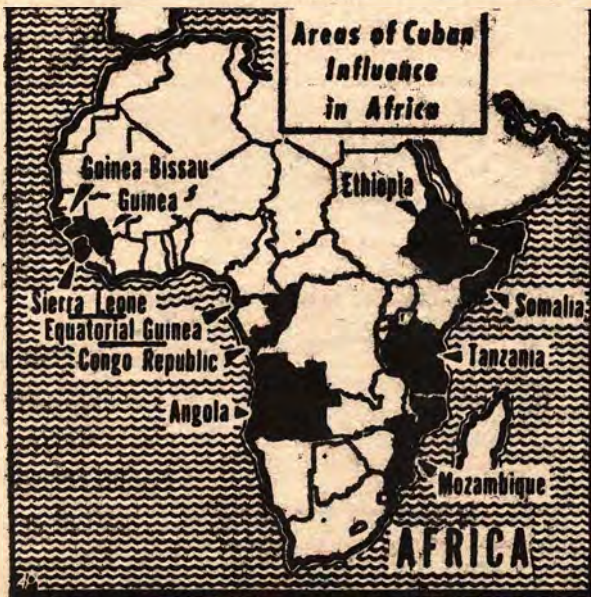 Areas of Cuban
Influence
in Africa
Guinea Bissau
Guinea
Ethiopia
Sierra Leone
Equatorial Guinea
Congo Republic
Somalia
Tanzania
Angola
Mozambique
AFRICA